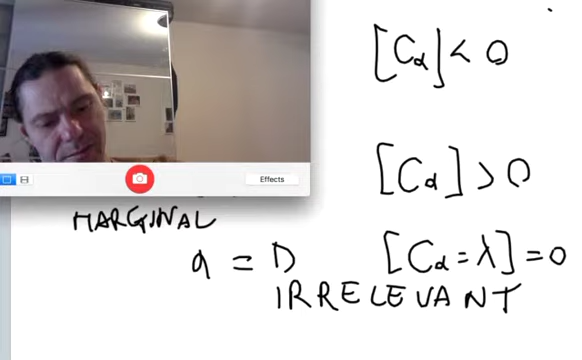 [Cα] < 0
Effects
[Cα] > 0
MARGINAL
a = D [Cα = λ] = 0
IRRELEVANT